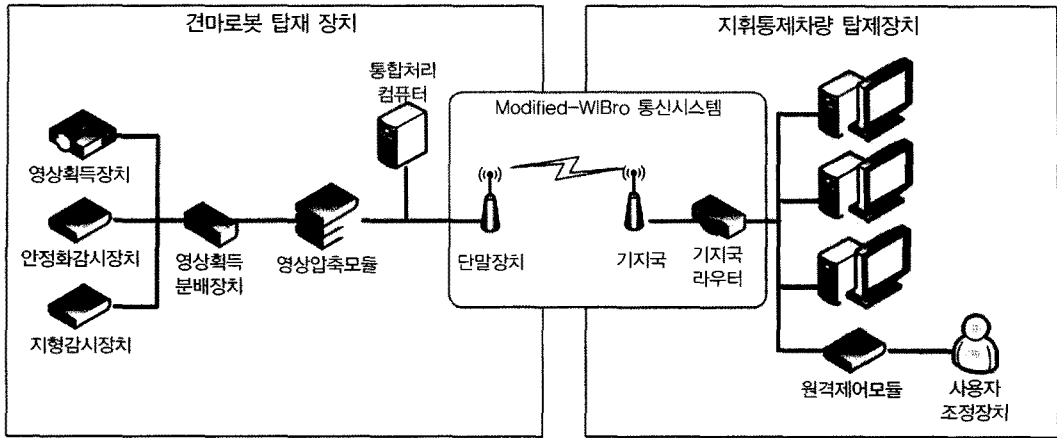 견마로봇 탑재 장치
지휘통제차량 탑제장치
통합처리
컴퓨터
Modified-WIBro 통신시스템
영상획득장치
안정화감시장치
영상획득
분배장치
영상압축모듈
단말장치
기지국
기지국
라우터
지형감시장치
원격제어모듈
사용자
조정장치